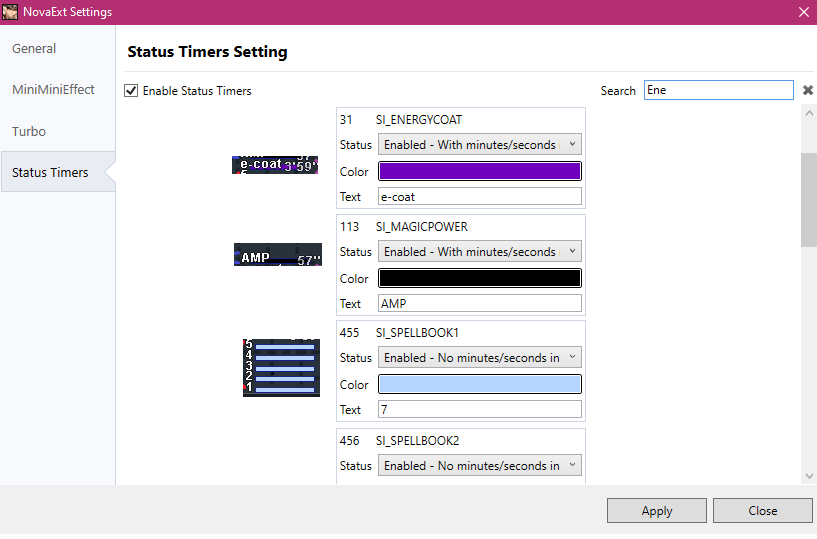 NovaExt Settings
General
MiniMiniEffect
Turbo
Status Timers
Status Timers Setting
Enable Status Timers
Search Ene
31 SI_ENERGYCOAT
Status Enabled - With minutes/seconds
Color
Text e-coat
e-coat 3'59"
113 SI_MAGICPOWER
Status Enabled - With minutes/seconds
Color
Text AMP
AMP 57"
455 SI_SPELLBOOK1
Status Enabled - No minutes/seconds in
Color
Text 7
5
4
3
2
1
456 SI_SPELLBOOK2
Status Enabled - No minutes/seconds in
Apply Close